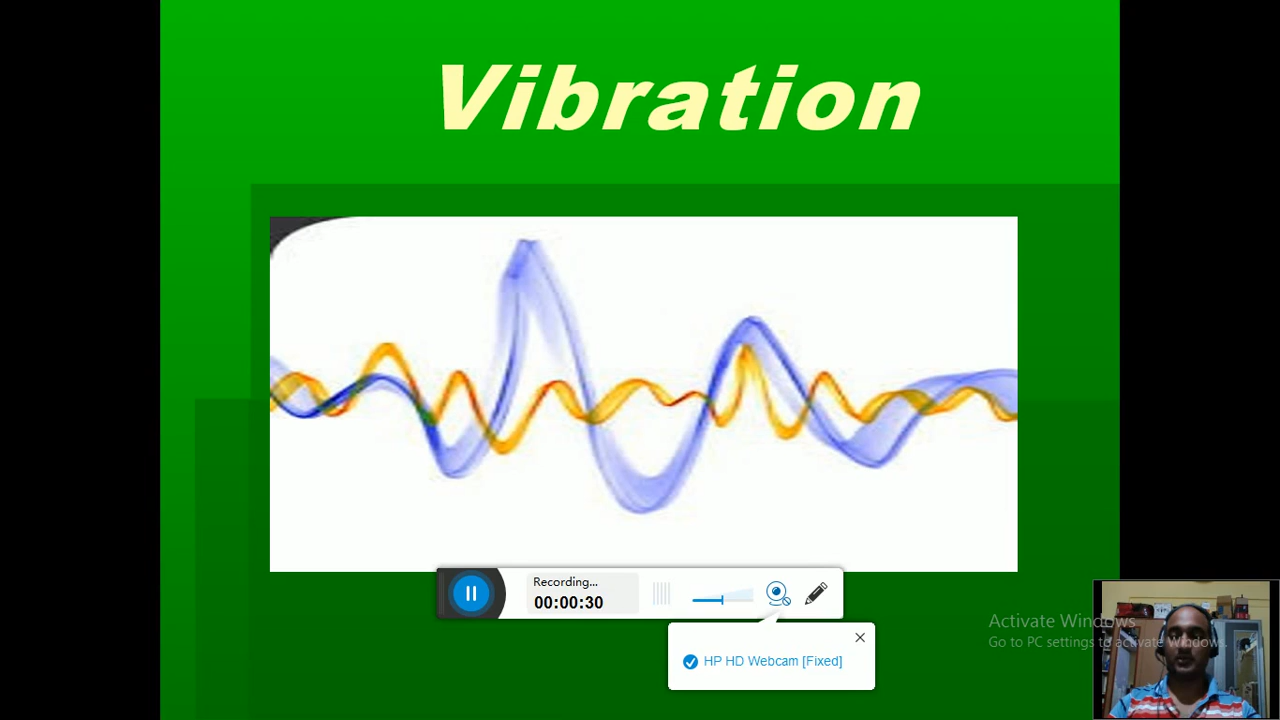 Vibration
Recording...
00:00:30
HP HD Webcam [Fixed]
Activate Windows
Go to PC settings to activate Windows.